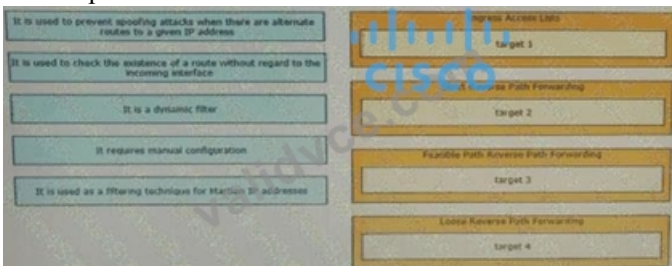 It is used to prevent spoofing attacks when there are alternate
routes to a given IP address
It is used to check the existence of a route without regard to the
incoming interface
It is a dynamic filter
It requires manual configuration
It is used as a filtering technique for Martian IP addresses
Ingress Access Lists
target 1
CISCO
Reverse Path Forwarding
target 2
Feasible Path Reverse Path Forwarding
target 3
Loose Reverse Path Forwarding
target 4
validvce.com